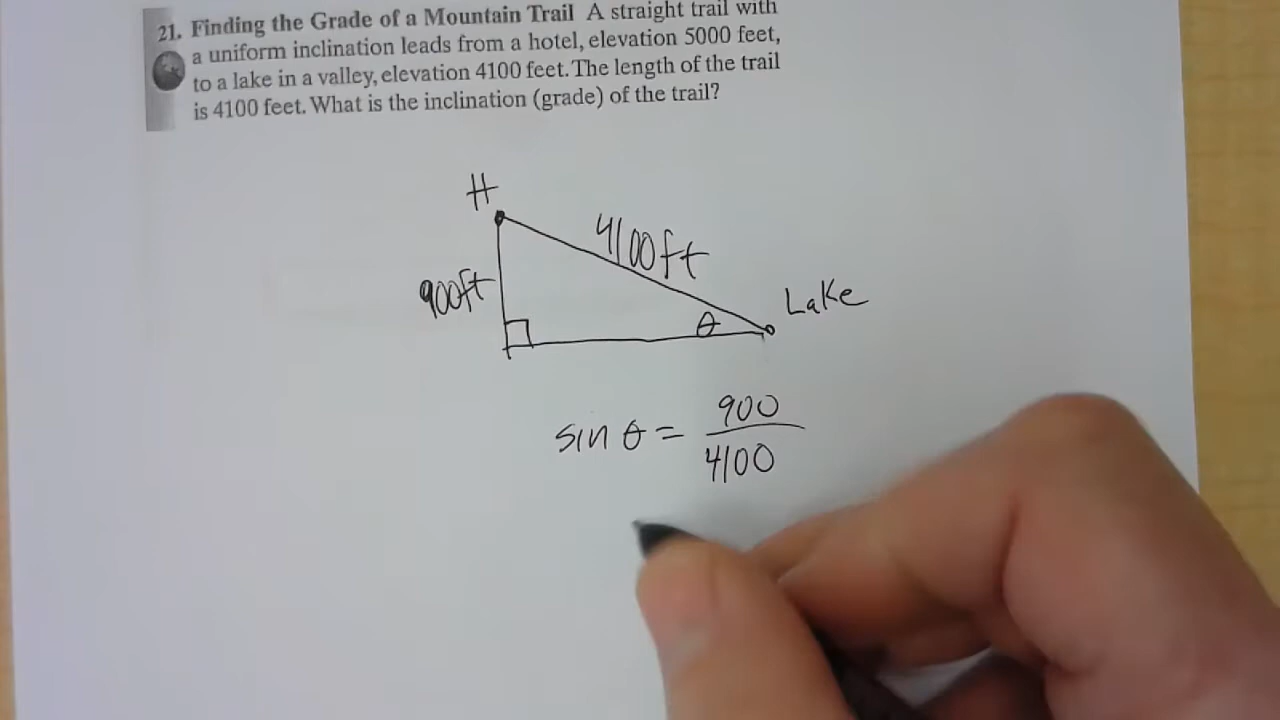 21. Finding the Grade of a Mountain Trail A straight trail with
a uniform inclination leads from a hotel, elevation 5000 feet,
to a lake in a valley, elevation 4100 feet. The length of the trail
is 4100 feet. What is the inclination (grade) of the trail?
H
4100ft
900ft
Lake
θ
sin θ = 900
4100